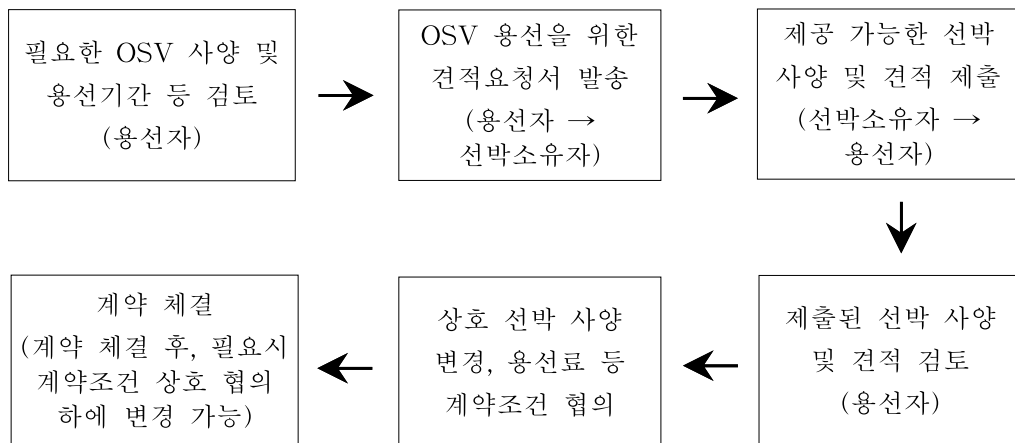 필요한 OSV 사양 및
용선기간 등 검토
(용선자)
OSV 용선을 위한
견적요청서 발송
(용선자 →
선박소유자)
제공 가능한 선박
사양 및 견적 제출
(선박소유자 →
용선자)
제출된 선박 사양
및 견적 검토
(용선자)
상호 선박 사양
변경, 용선료 등
계약조건 협의
계약 체결
(계약 체결 후, 필요시
계약조건 상호 협의
하에 변경 가능)